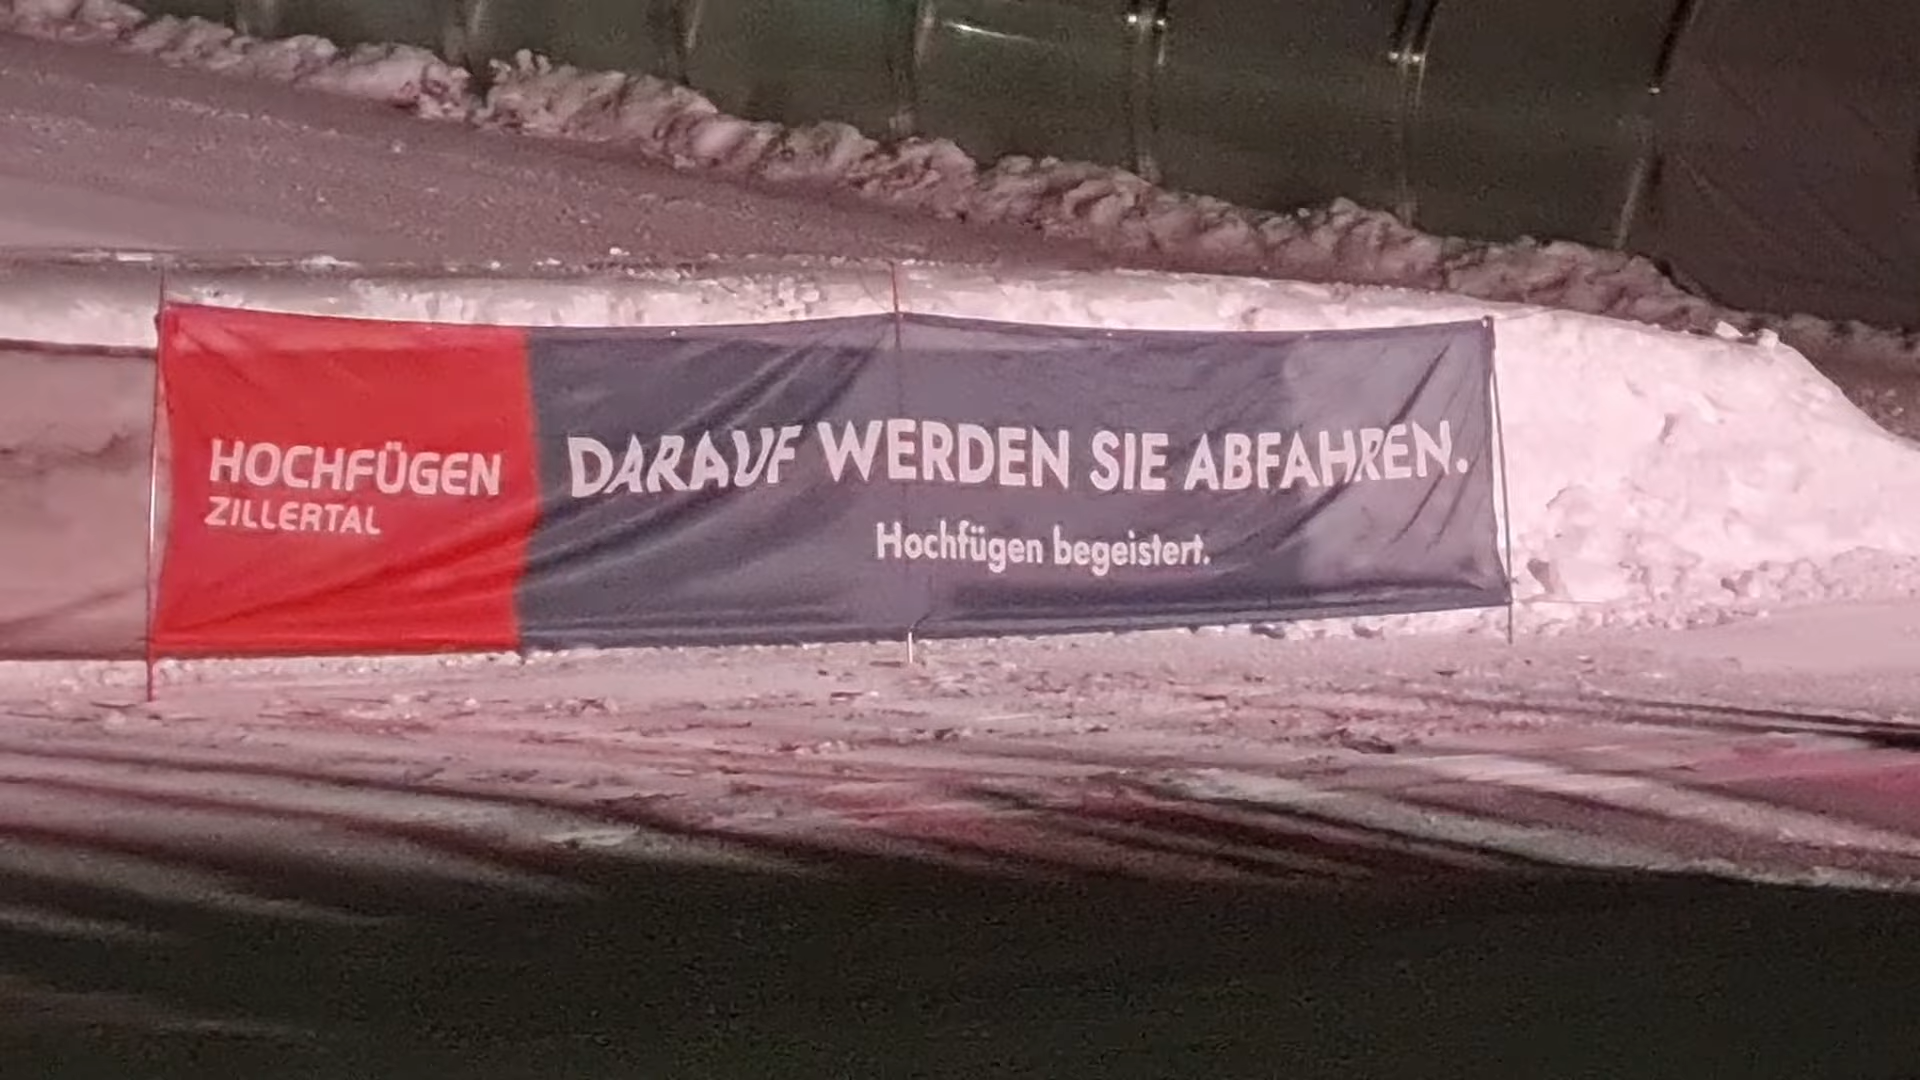 HOCHFÜGEN
ZILLERTAL
DARAUF WERDEN SIE ABFAHREN.
Hochfügen begeistert.